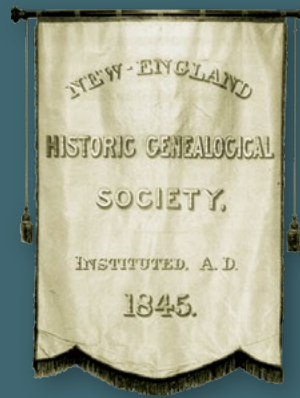 NEW-ENGLAND
HISTORIC GENEALOGICAL
SOCIETY,
INSTITUTED. A.D.
1845.